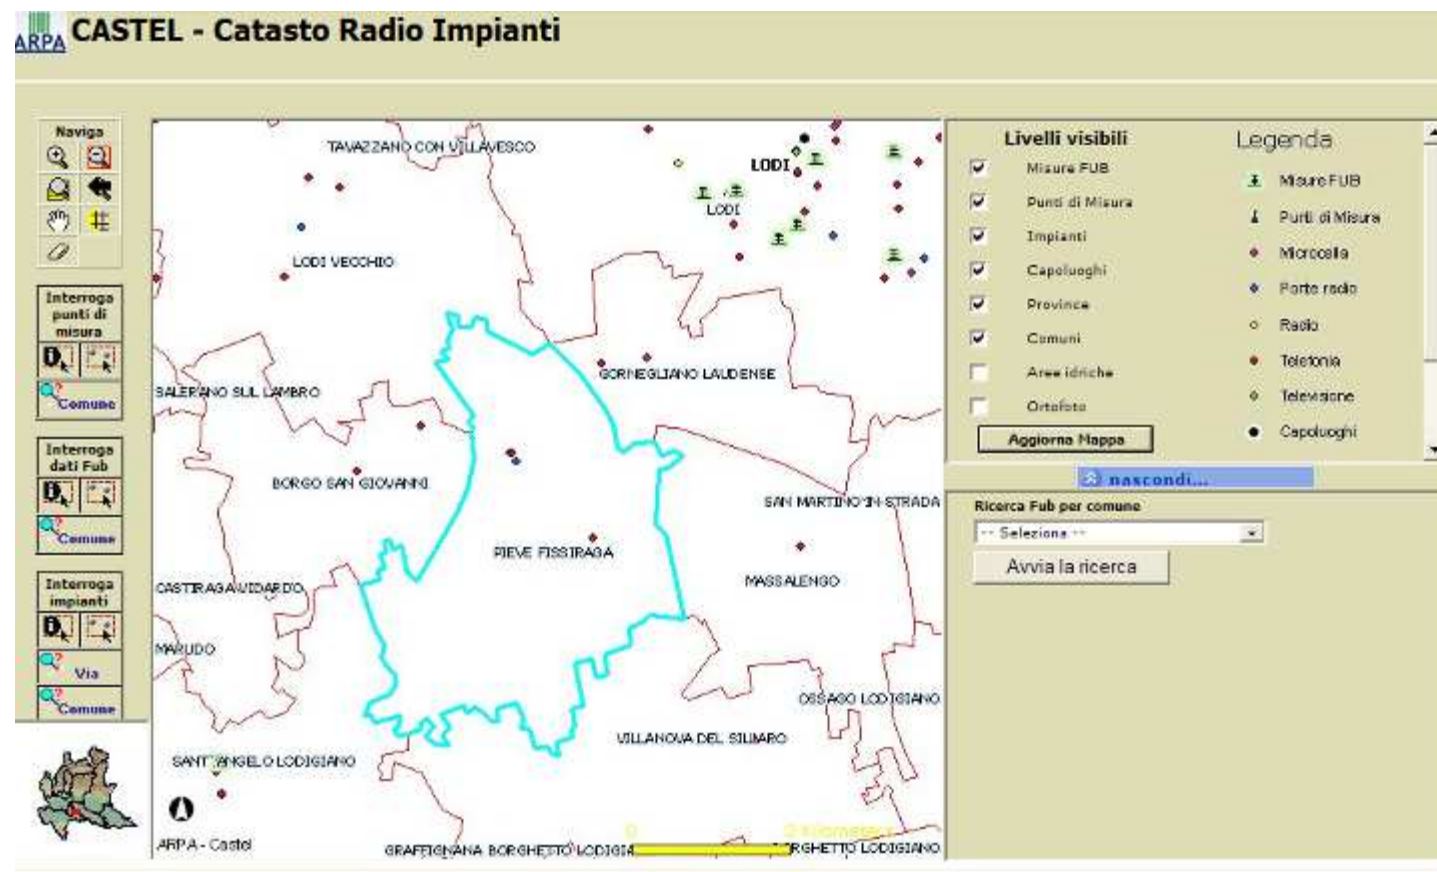 ARPA CASTEL - Catasto Radio Impianti
Naviga
Interroga
punti di
misura
Comune
Interroga
dati Fub
Comune
Interroga
impianti
Via
Comune
TAVAZZANO CON VILLAVESCO
LODI
LODI
LODI VECCHIO
CORNEGLIANO LAUDENSE
SALERANO SUL LAMBRO
BORGO SAN GIOVANNI
SAN MARTINO IN STRADA
PIEVE FISSIRAGA
MASSALENGO
CASTIRAGA VIDARDO
MARUDO
OSSAGO LODIGIANO
VILLANOVA DEL SILLARO
SANT'ANGELO LODIGIANO
ARPA - Castel
GRAFFIGNANA BORGHETTO LODIGIA
BORGHETTO LODIGIANO
Livelli visibili
Misure FUB
Punti di Misura
Impianti
Capoluoghi
Province
Comuni
Aree idriche
Ortofoto
Aggiorna Mappa
Legenda
Misure FUB
Punti di Misura
Microcella
Ponte radio
Radio
Telefonia
Televisione
Capoluoghi
nascondi...
Ricerca Fub per comune
-- Seleziona --
Avvia la ricerca